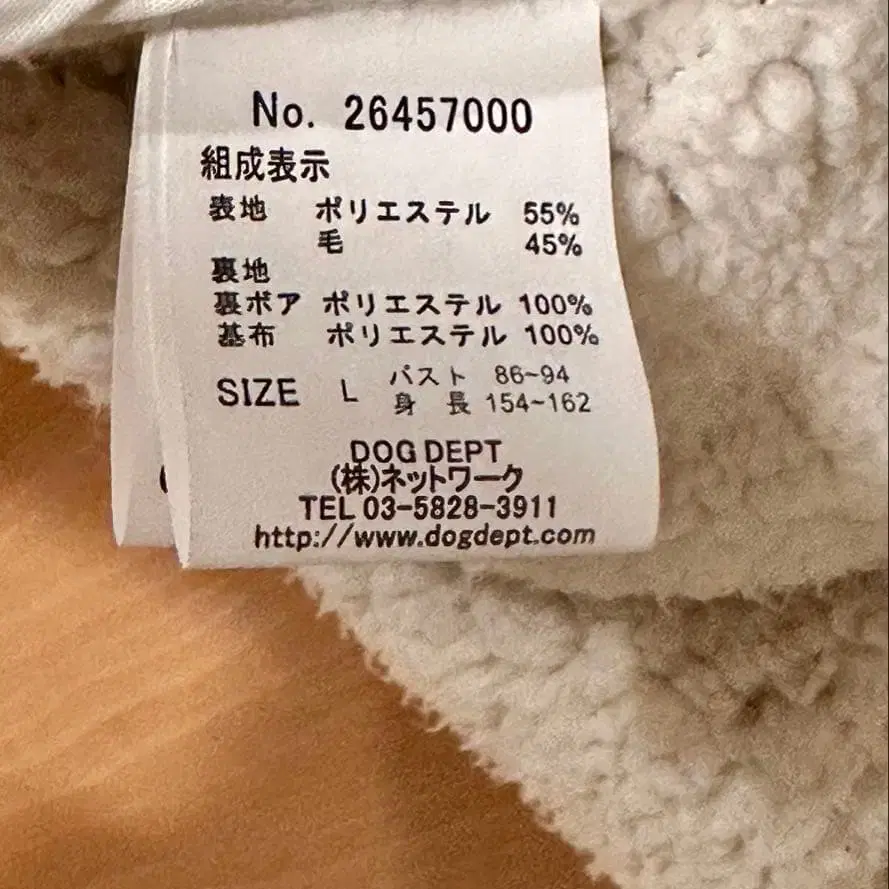 No. 26457000
組成表示
表地 ポリエステル 55%
毛 45%
裏地
裏ボア ポリエステル 100%
基布 ポリエステル 100%
SIZE L バスト 86~94
身 長 154~162
DOG DEPT
(株)ネットワーク
TEL 03-5828-3911
http://www.dogdept.com